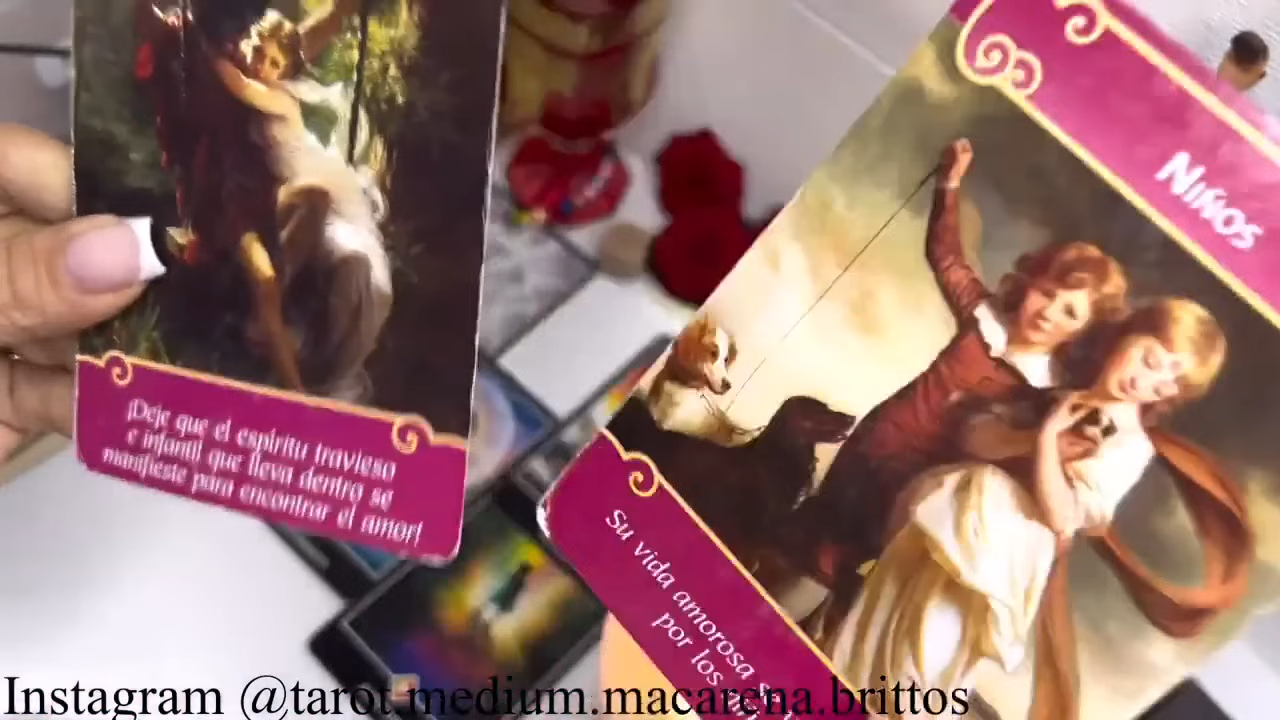 ¡Deje que el espíritu travieso
e infantil que lleva dentro se
manifieste para encontrar el amor!
Niños
Su vida amorosa se
por los
Instagram @tarot.medium.macarena.brittos